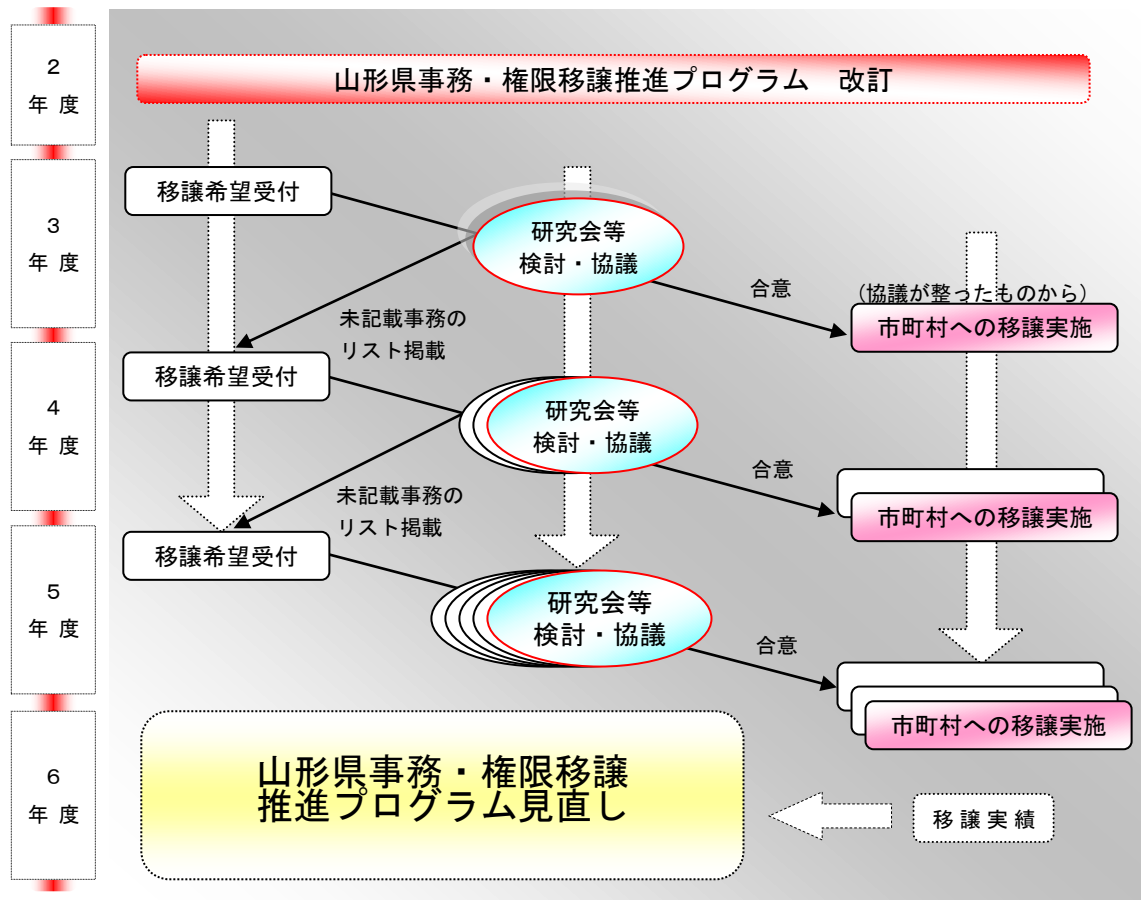 2
年 度
山形県事務・権限移譲推進プログラム　改訂
3
年 度
移譲希望受付
研究会等
検討・協議
合意
(協議が整ったものから)
市町村への移譲実施
未記載事務の
リスト掲載
4
年 度
移譲希望受付
研究会等
検討・協議
合意
市町村への移譲実施
未記載事務の
リスト掲載
5
年 度
移譲希望受付
研究会等
検討・協議
合意
市町村への移譲実施
6
年 度
山形県事務・権限移譲
推進プログラム見直し
移譲実績